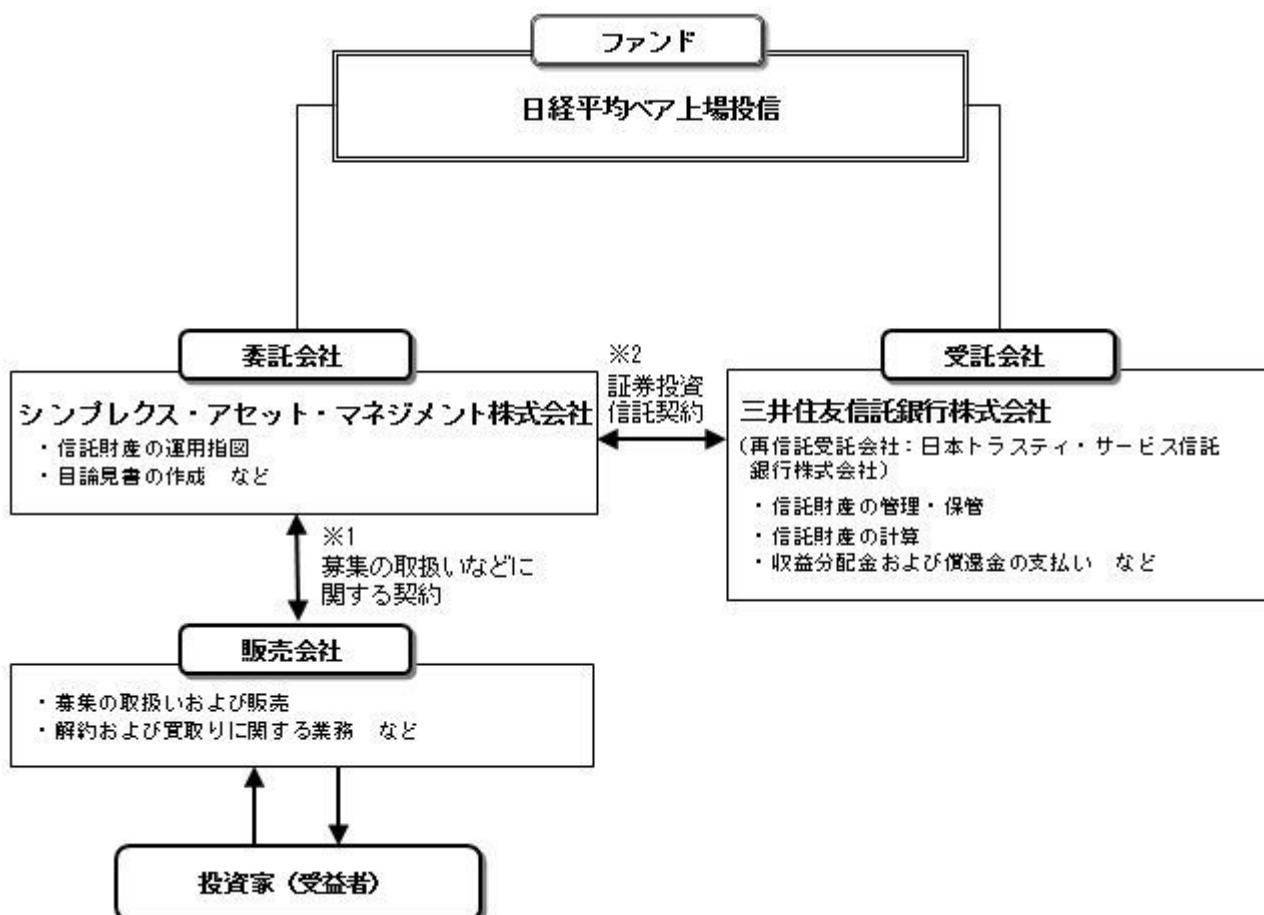 ファンド
日経平均ベア上場投信
委託会社
シンプレクス・アセット・マネジメント株式会社
・信託財産の運用指図
・目論見書の作成　など
※2
証券投資
信託契約
受託会社
三井住友信託銀行株式会社
(再信託受託会社：日本トラスティ・サービス信託
銀行株式会社)
・信託財産の管理・保管
・信託財産の計算
・収益分配金および償還金の支払い　など
※1
募集の取扱いなどに
関する契約
販売会社
・募集の取扱いおよび販売
・解約および買取りに関する業務　など
投資家（受益者）